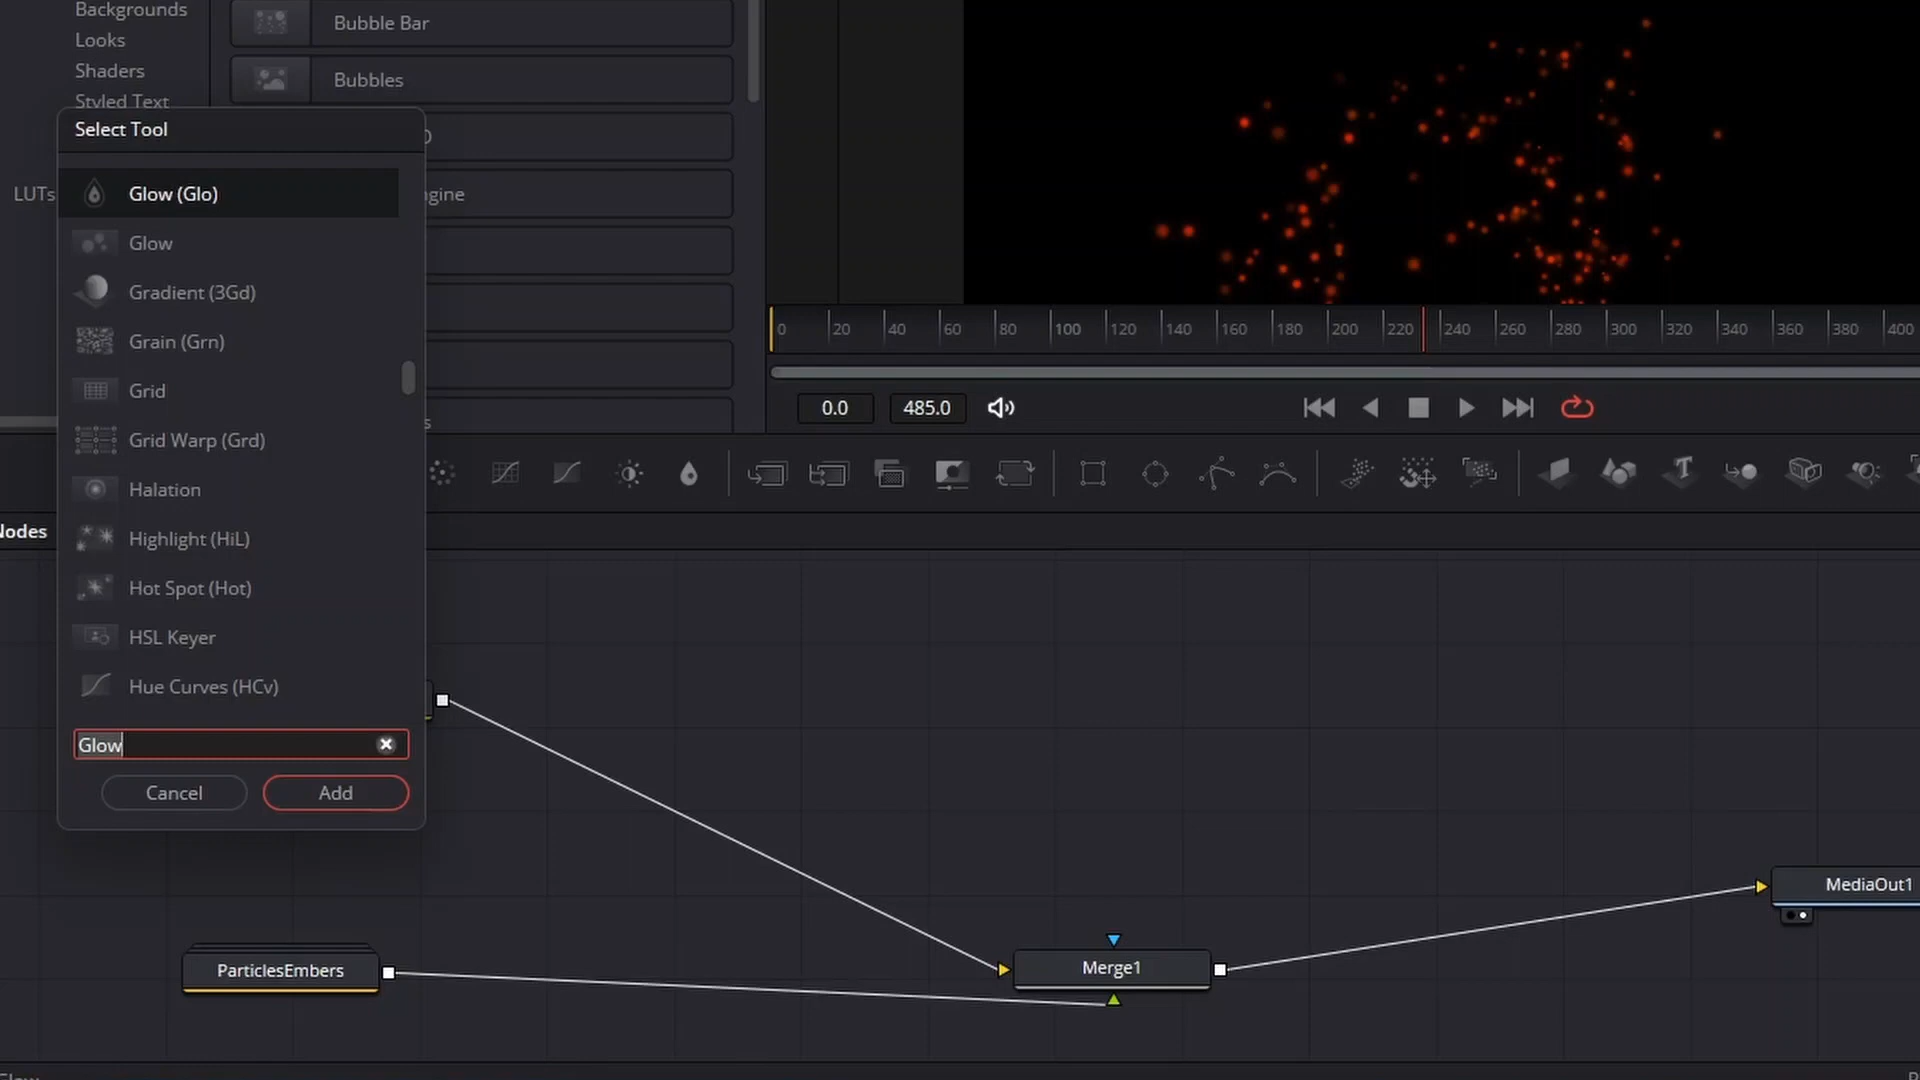 Backgrounds
Looks
Shaders
Styled Text
LUTs
Bubble Bar
Bubbles
Select Tool
Glow (Glo)
Glow
Gradient (3Gd)
Grain (Grn)
Grid
Grid Warp (Grd)
Halation
Highlight (HiL)
Hot Spot (Hot)
HSL Keyer
Hue Curves (HCv)
Glow
Cancel
Add
0 20 40 60 80 100 120 140 160 180 200 220 240 260 280 300 320 340 360 380 400
0.0 485.0
Nodes
ParticlesEmbers
Merge1
MediaOut1